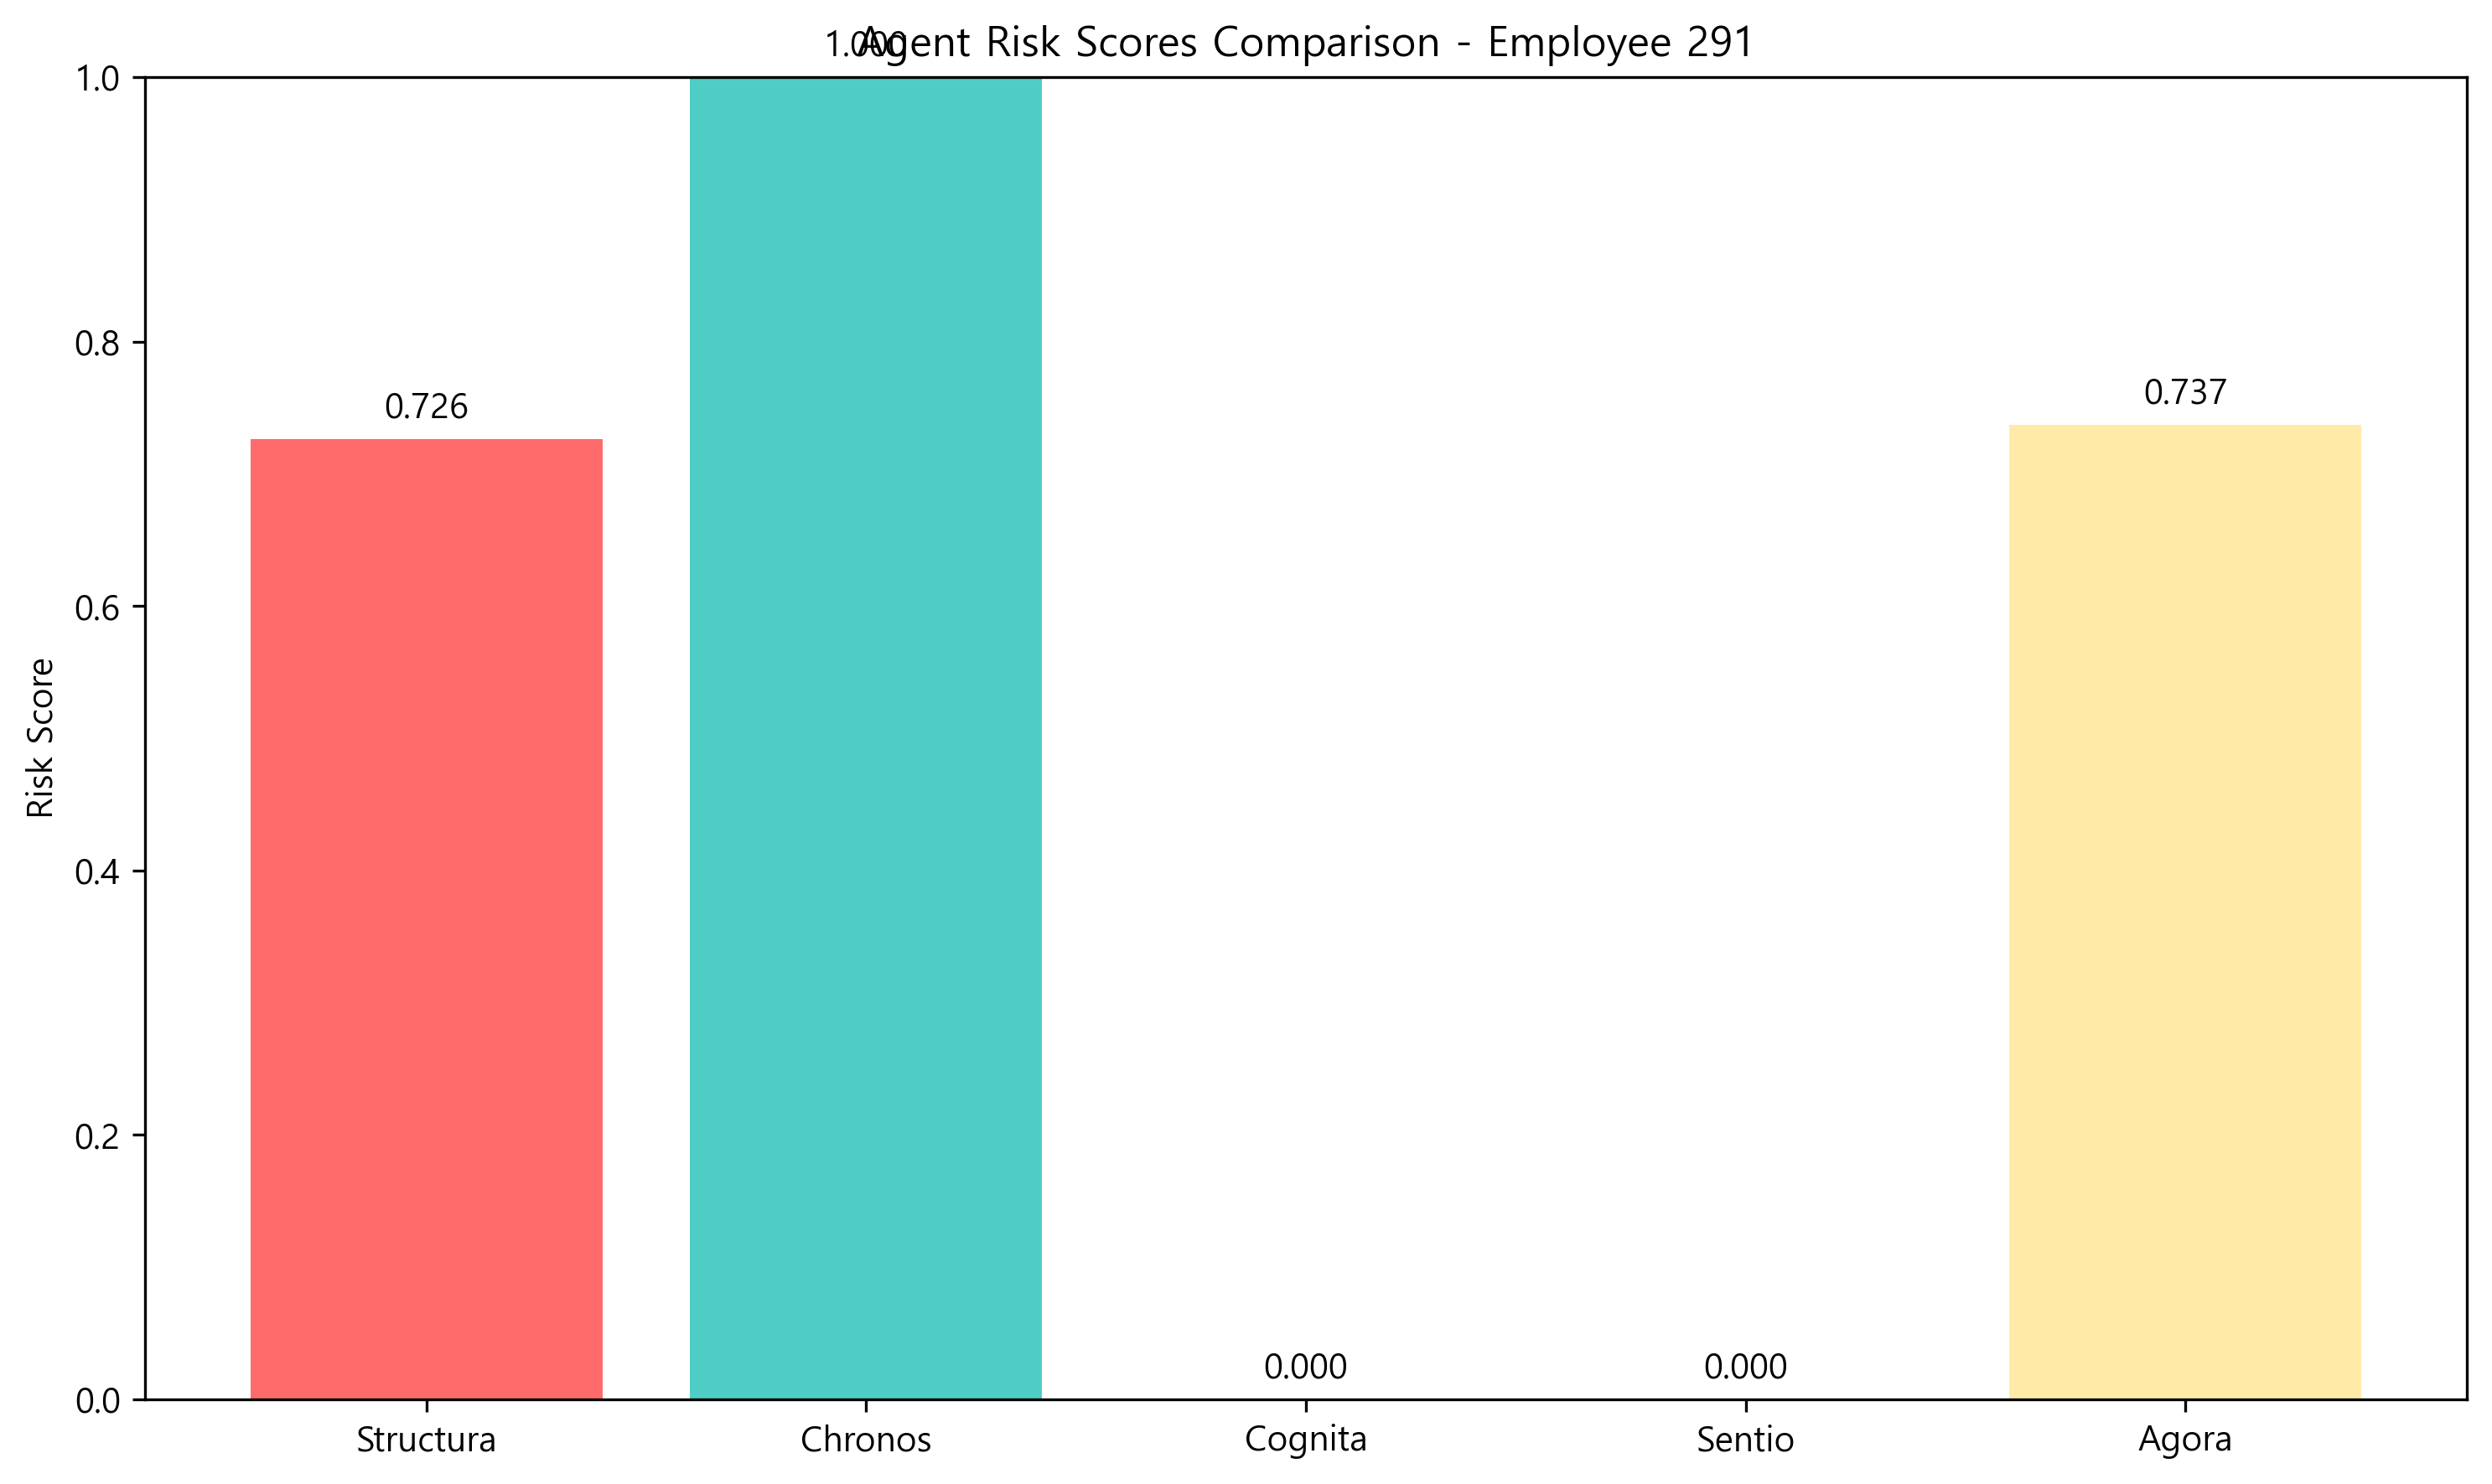 Agent Risk Scores Comparison - Employee 291
1.000
1.0
0.8
0.6
0.4
0.2
0.0
Risk Score
0.726
0.000
0.000
0.737
Structura
Chronos
Cognita
Sentio
Agora